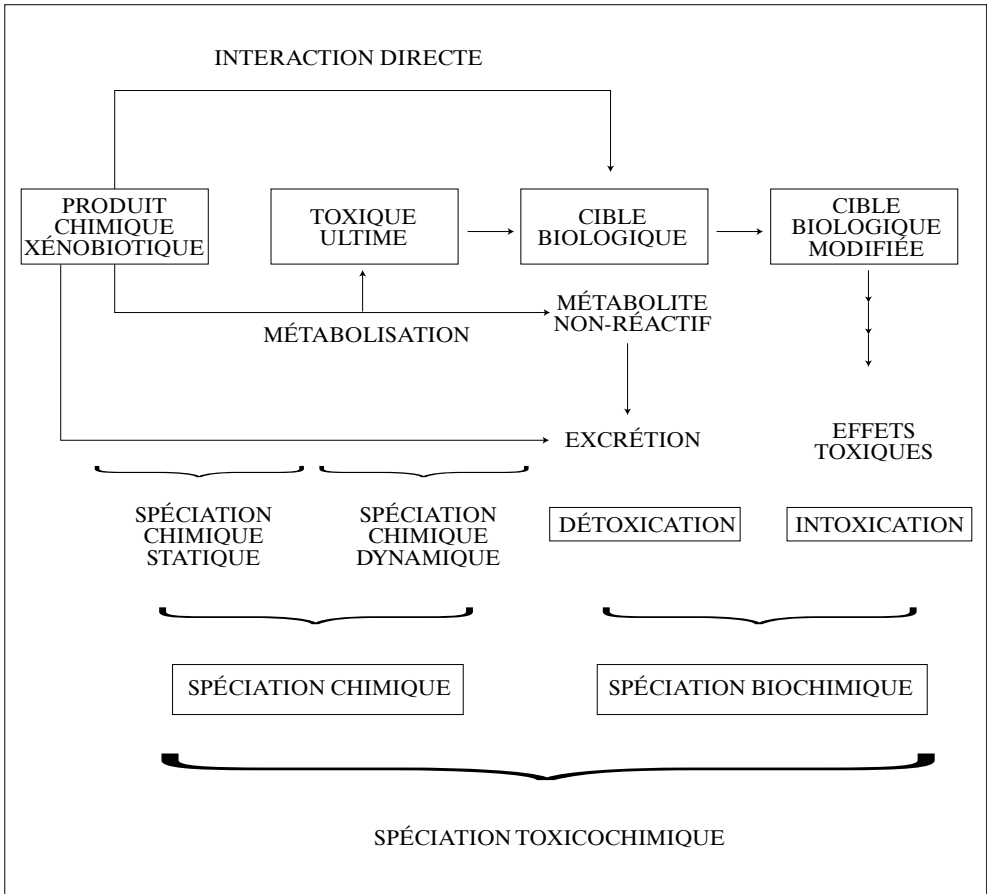 INTERACTION DIRECTE
PRODUIT
CHIMIQUE
XÉNOBIOTIQUE
TOXIQUE
ULTIME
CIBLE
BIOLOGIQUE
CIBLE
BIOLOGIQUE
MODIFIÉE
MÉTABOLISATION
MÉTABOLITE
NON-RÉACTIF
EXCRÉTION
EFFETS
TOXIQUES
SPÉCIATION
CHIMIQUE
STATIQUE
SPÉCIATION
CHIMIQUE
DYNAMIQUE
DÉTOXICATION
INTOXICATION
SPÉCIATION CHIMIQUE
SPÉCIATION BIOCHIMIQUE
SPÉCIATION TOXICOCHIMIQUE